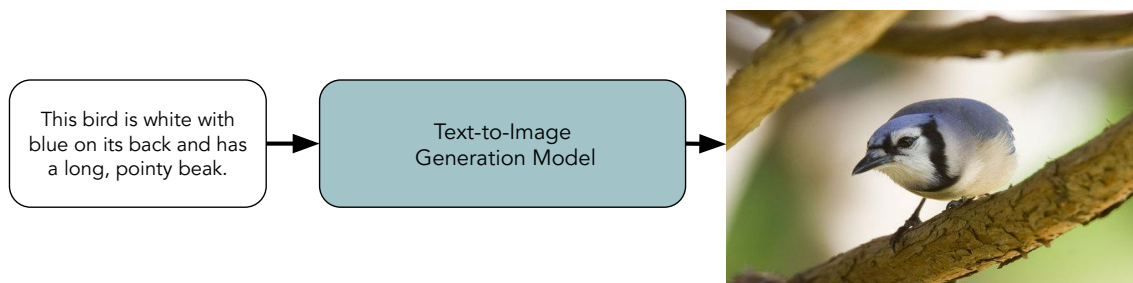 This bird is white with
blue on its back and has
a long, pointy beak.
Text-to-Image
Generation Model